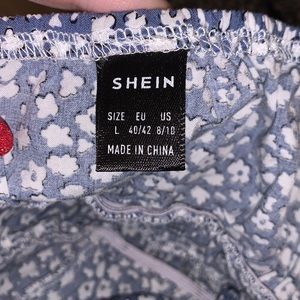 SHEIN
SIZE EU US
L 40/42 8/10
MADE IN CHINA